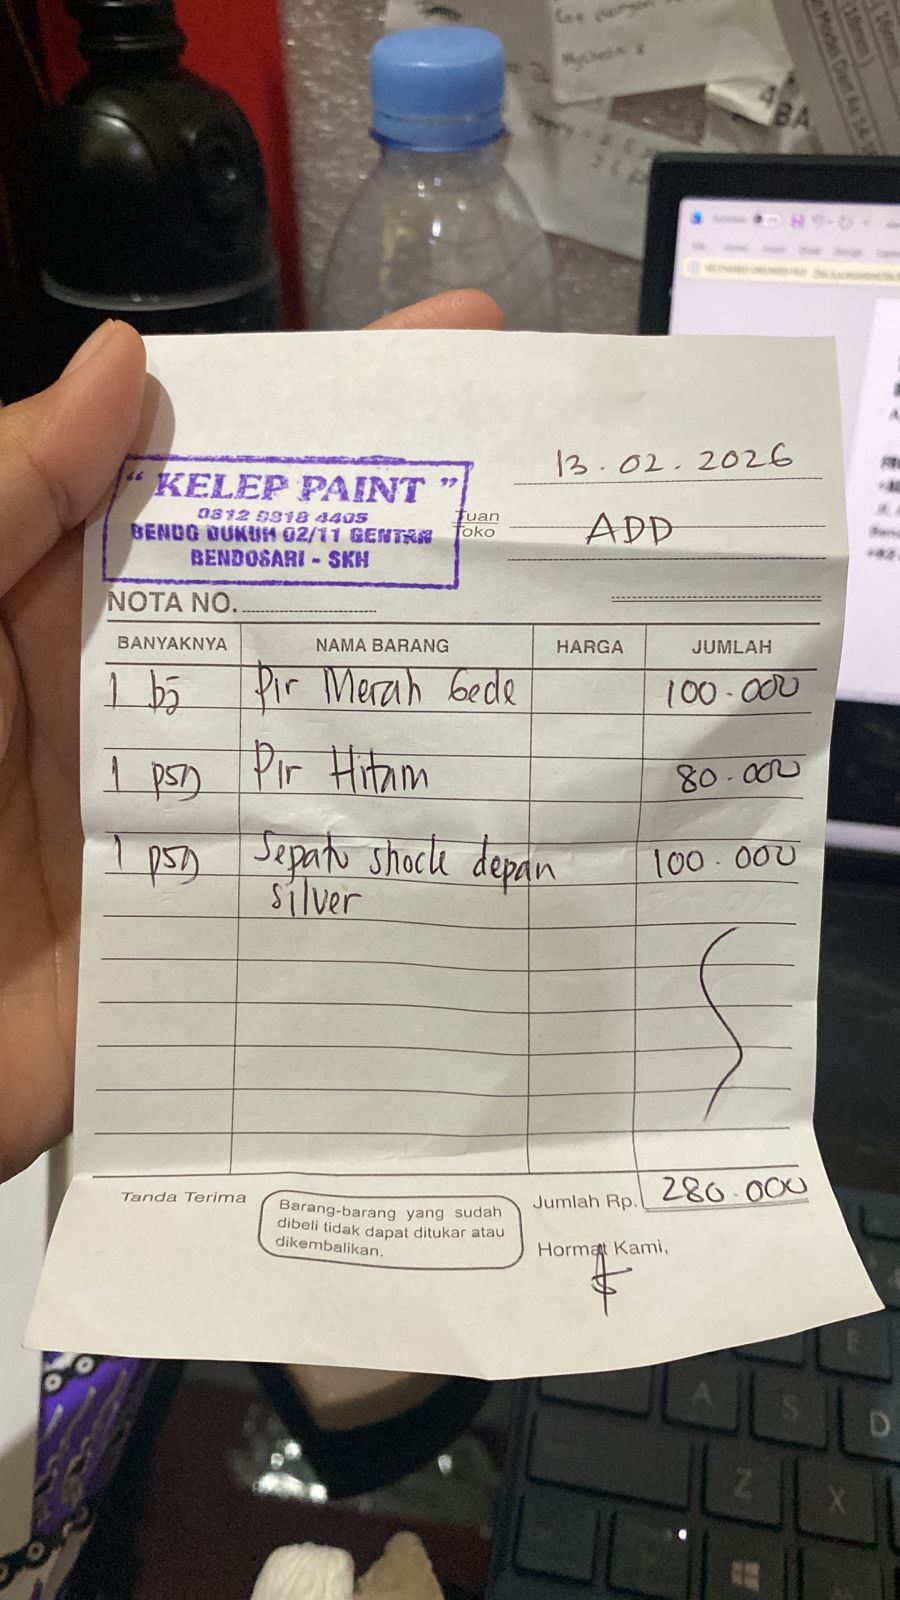 13.02.2026
" KELEP PAINT "
BENDO DUKUH 02/11 GENTAN
BENDOSARI - SKH
Tuan
Toko
ADD
NOTA NO.
BANYAKNYA NAMA BARANG HARGA JUMLAH
1 bj Pir Merah Gede 100.000
1 psg Pir Hitam 80.000
1 psg Sepatu shock depan 100.000
silver
Tanda Terima
Barang-barang yang sudah
dibeli tidak dapat ditukar atau
dikembalikan.
Jumlah Rp. 280.000
Hormat Kami,
E
A S D
Z X